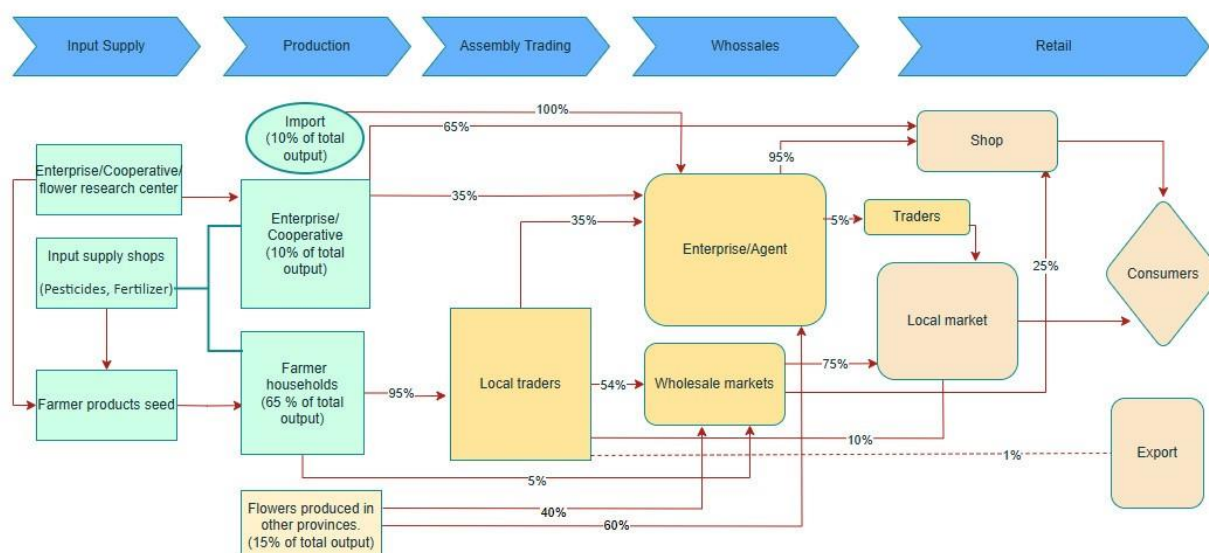 Input Supply
Production
Assembly Trading
Whossales
Retail
Import
(10% of total
output)
100%
65%
Shop
Enterprise/Cooperative/
flower research center
95%
35%
Enterprise/
Cooperative
(10% of total
output)
35%
Enterprise/Agent
5%
Traders
Input supply shops
(Pesticides, Fertilizer)
25%
Consumers
Local market
Farmer
households
(65 % of total
output)
95%
Local traders
54%
Wholesale markets
75%
Farmer products seed
10%
1%
Export
5%
Flowers produced in
other provinces.
(15% of total output)
40%
60%